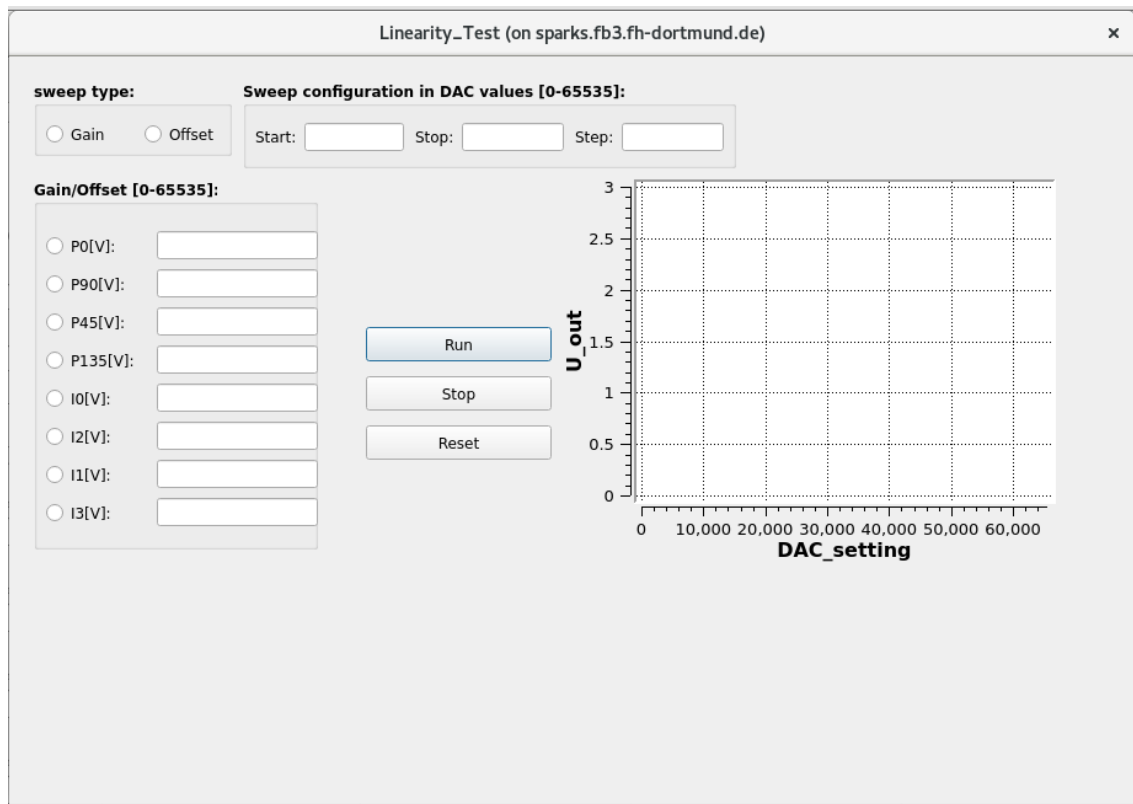 Linearity_Test (on sparks.fb3.fh-dortmund.de)
×
sweep type:
Gain
Offset
Sweep configuration in DAC values [0-65535]:
Start:
Stop:
Step:
Gain/Offset [0-65535]:
P0[V]:
P90[V]:
P45[V]:
P135[V]:
I0[V]:
I2[V]:
I1[V]:
I3[V]:
Run
Stop
Reset
U_out
3
2.5
2
1.5
1
0.5
0
0 10,000 20,000 30,000 40,000 50,000 60,000
DAC_setting